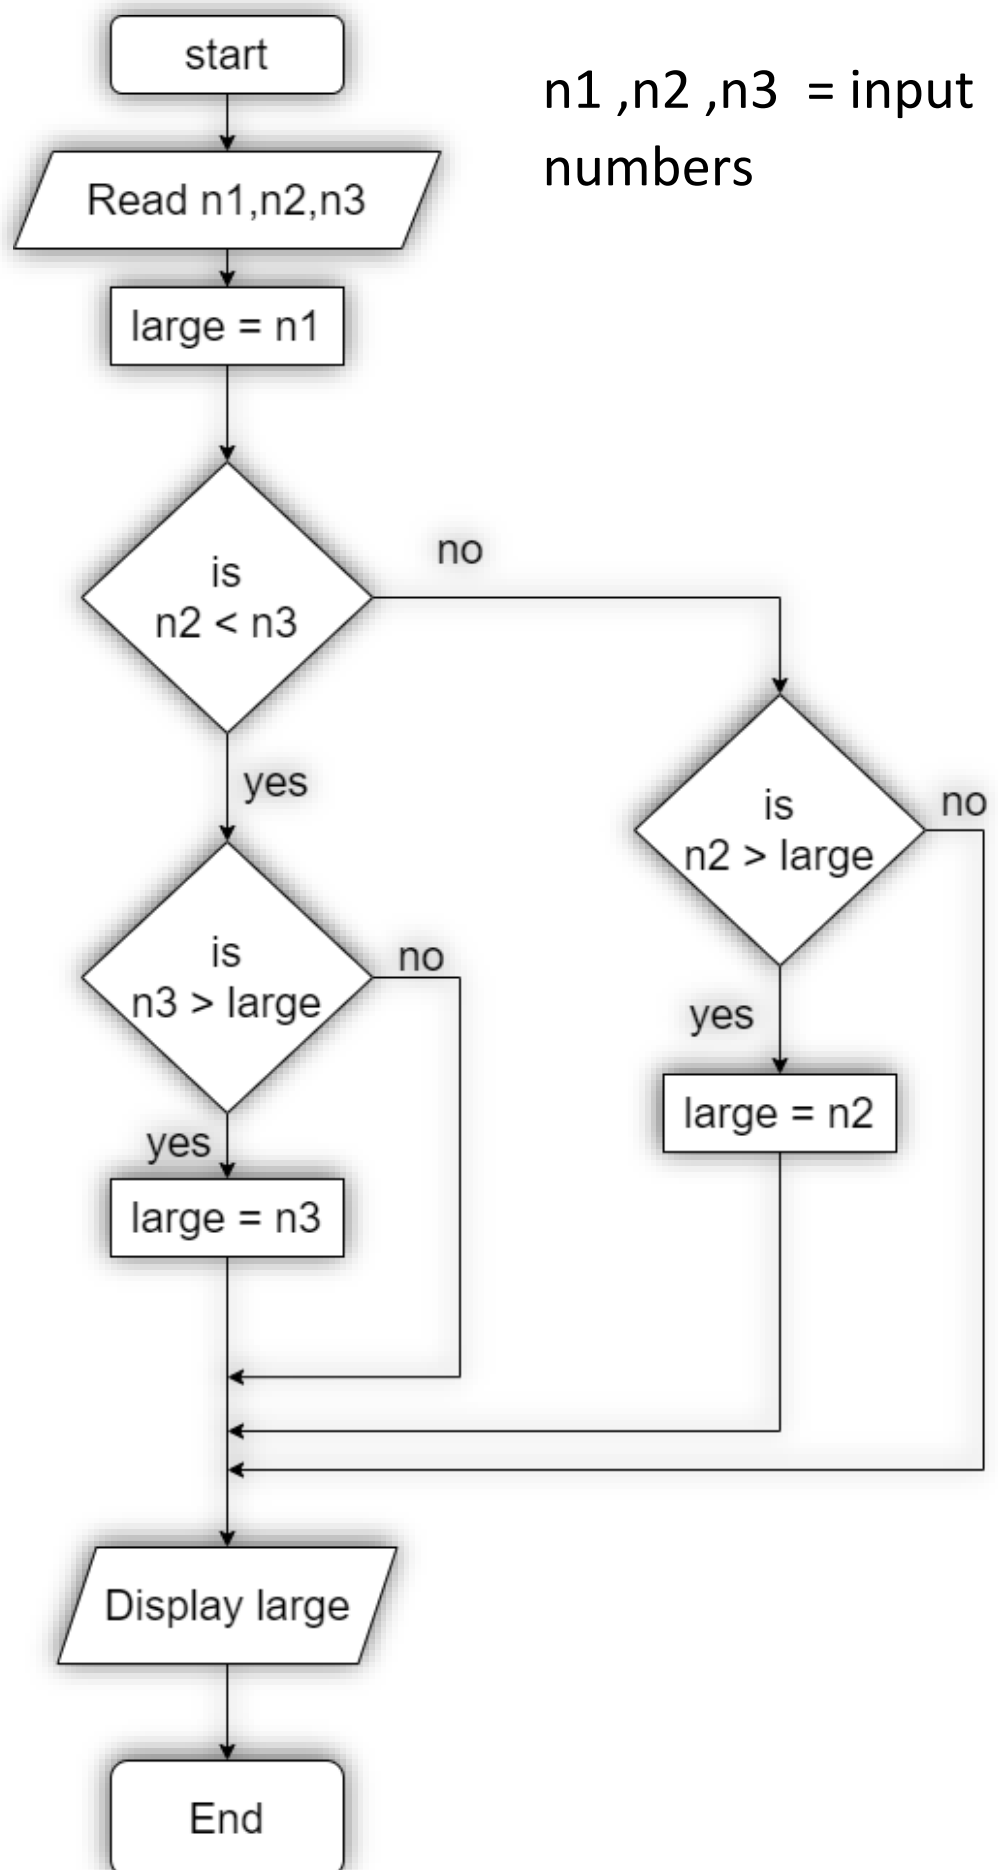 start
n1 ,n2 ,n3 = input
numbers
Read n1,n2,n3
large = n1
is
n2 < n3
no
yes
is
n2 > large
no
is
n3 > large
no
yes
large = n2
yes
large = n3
Display large
End